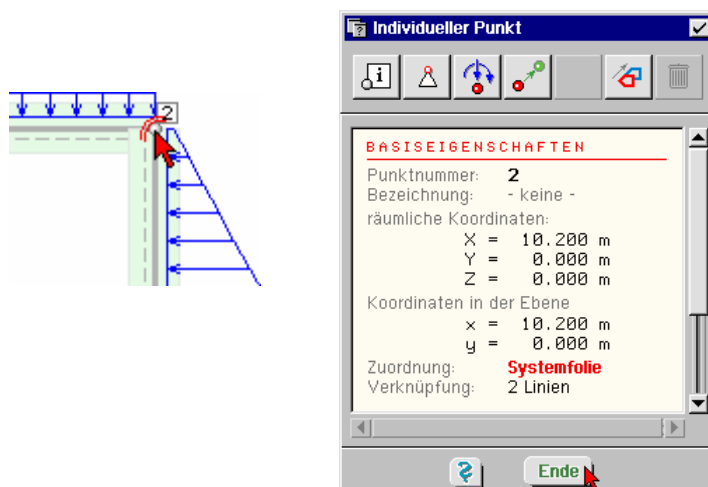 Individueller Punkt
2
BASISEIGENSCHAFTEN
Punktnummer: 2
Bezeichnung: - keine -
räumliche Koordinaten:
X = 10.200 m
Y = 0.000 m
Z = 0.000 m
Koordinaten in der Ebene
x = 10.200 m
y = 0.000 m
Zuordnung: Systemfolie
Verknüpfung: 2 Linien
Ende